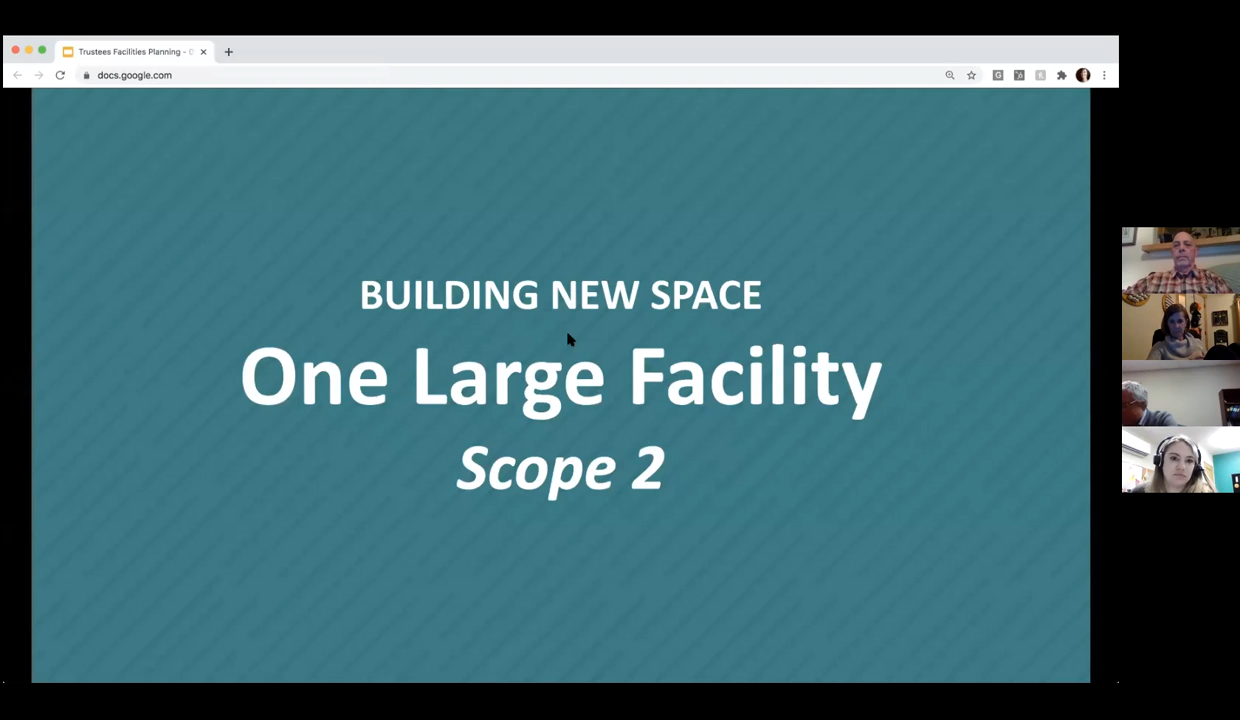 Trustees Facilities Planning -
docs.google.com
BUILDING NEW SPACE
One Large Facility
Scope 2